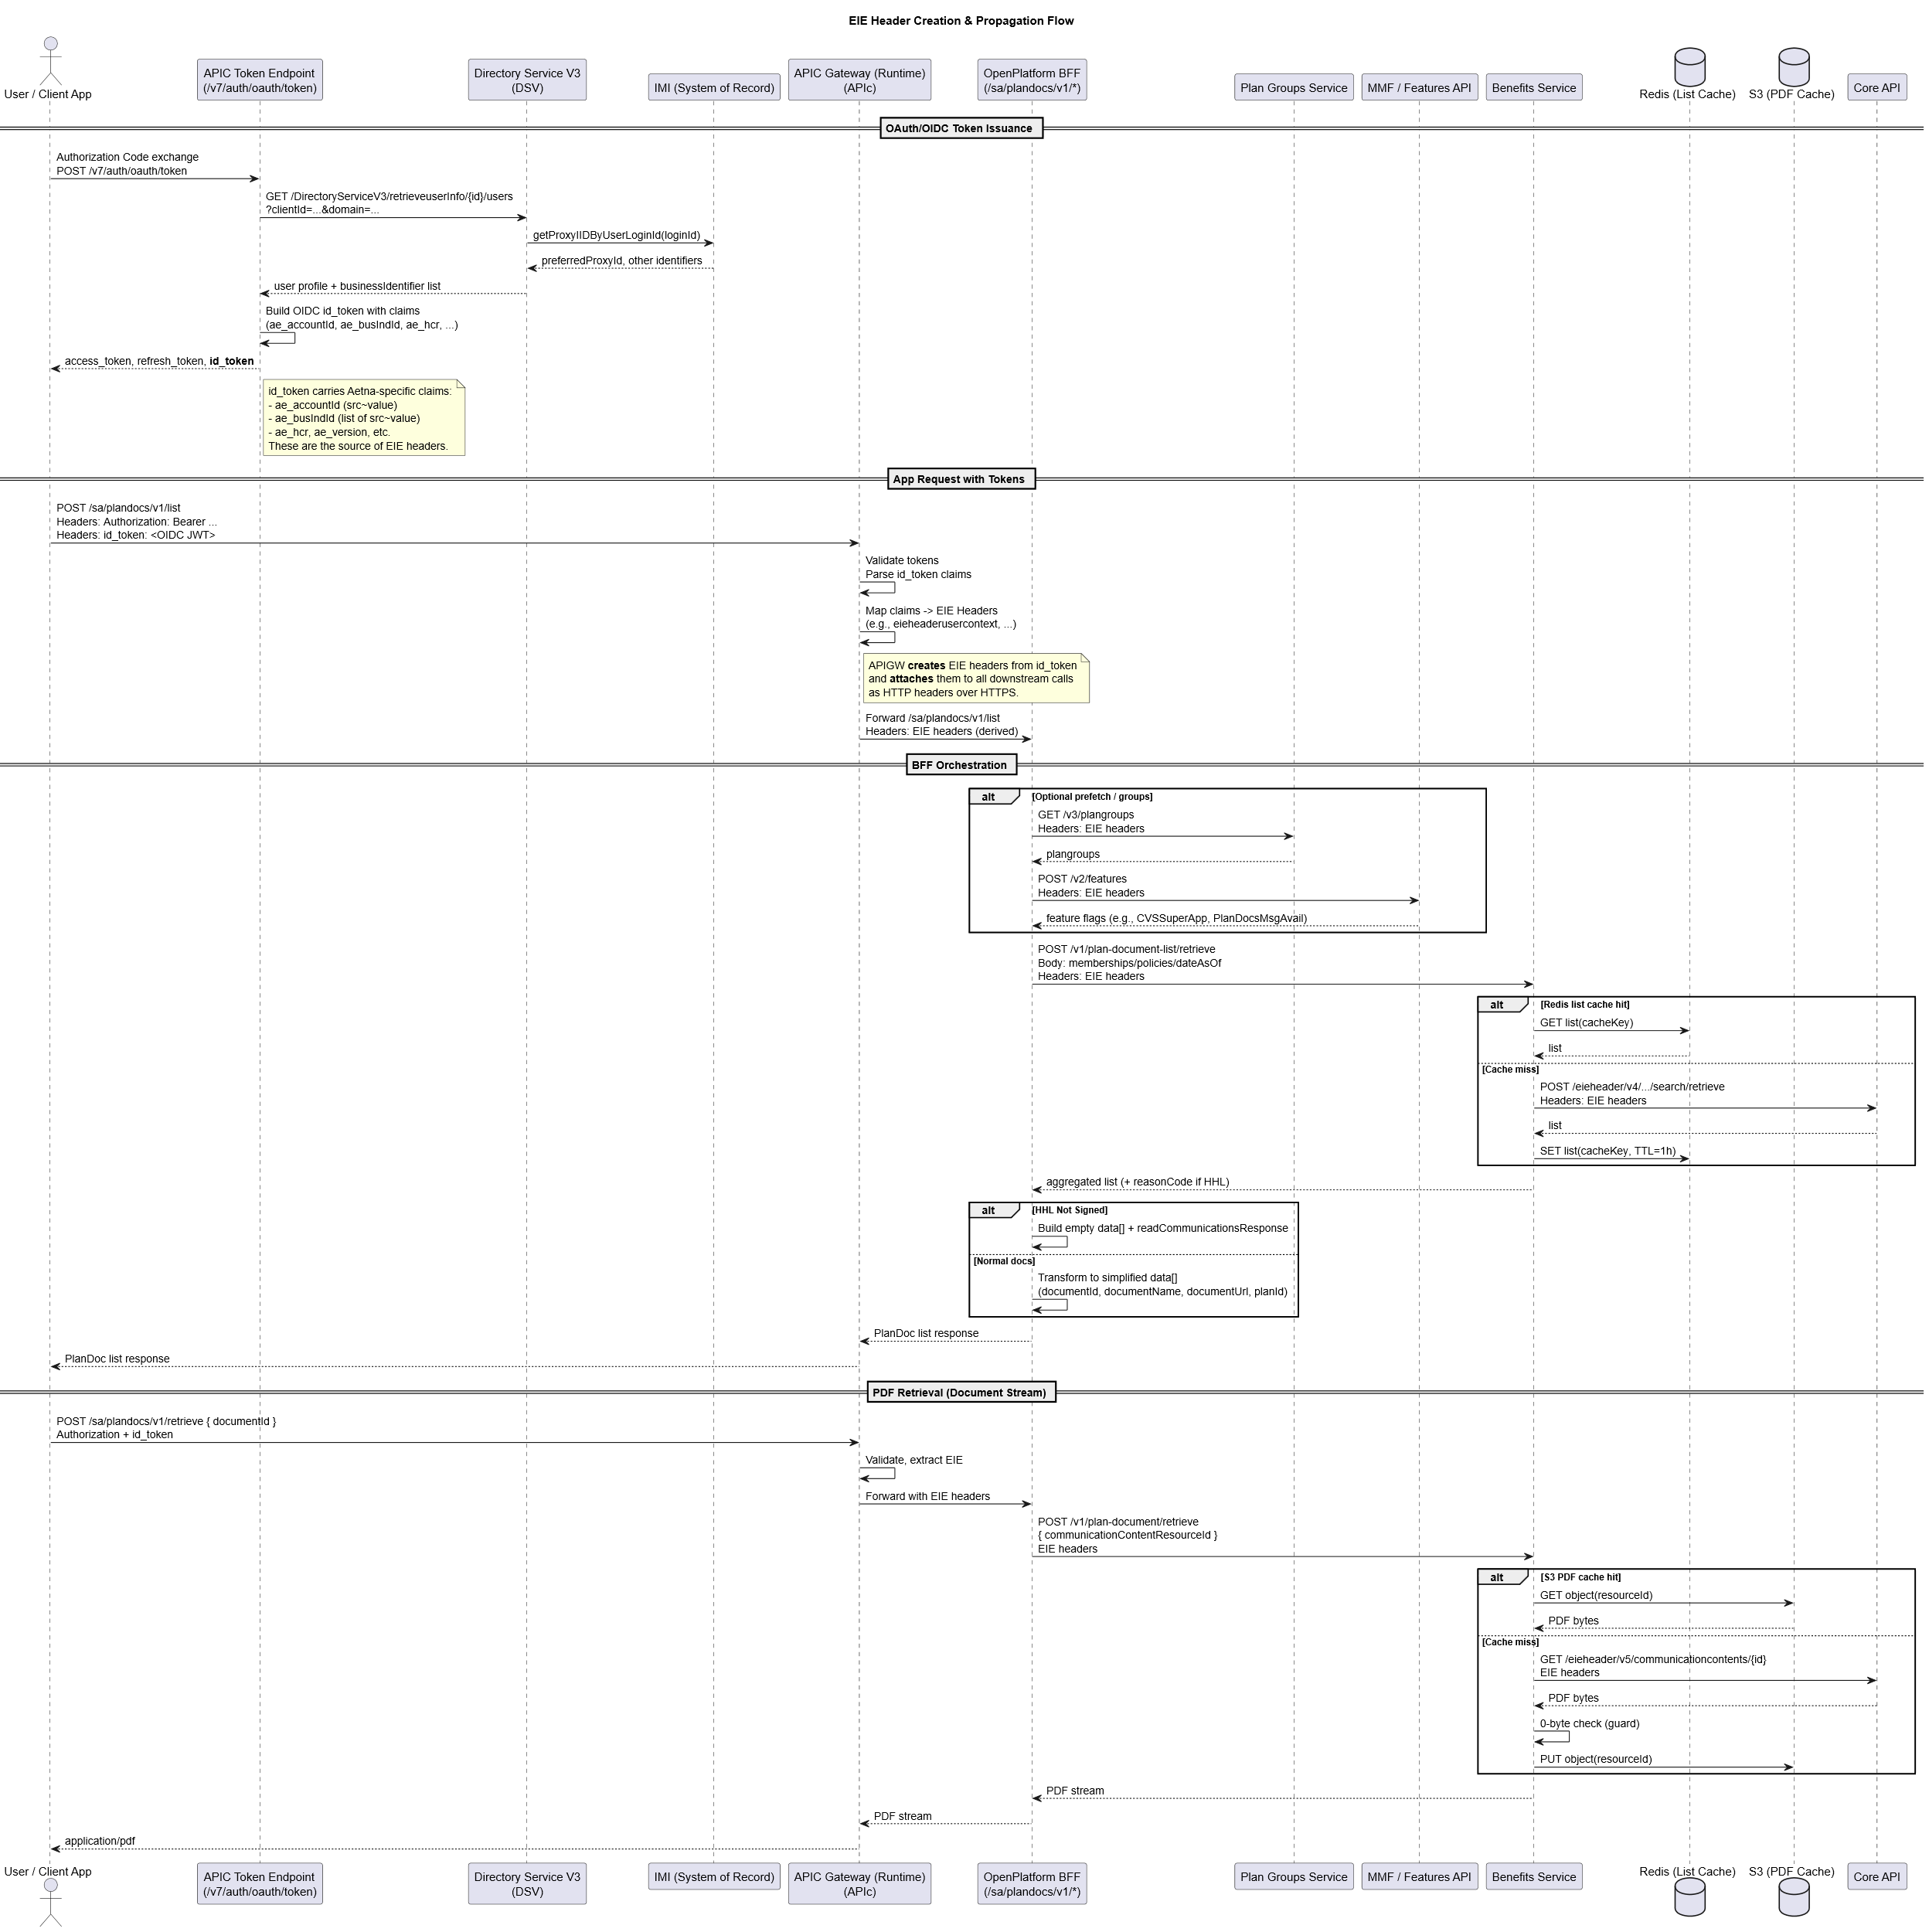 EIE Header Creation & Propagation Flow
User / Client App
APIC Token Endpoint
(/v7/auth/oauth/token)
Directory Service V3
(DSV)
IMI (System of Record)
APIC Gateway (Runtime)
(APIc)
OpenPlatform BFF
(/sa/plandocs/v1/*)
Plan Groups Service
MMF / Features API
Benefits Service
Redis (List Cache)
S3 (PDF Cache)
Core API
OAuth/OIDC Token Issuance
Authorization Code exchange
POST /v7/auth/oauth/token
GET /DirectoryServiceV3/retrieveuserInfo/{id}/users
?clientId=...&domain=...
getProxyIIDByUserLoginId(loginId)
preferredProxyId, other identifiers
user profile + businessIdentifier list
Build OIDC id_token with claims
(ae_accountId, ae_busIndId, ae_hcr, ...)
access_token, refresh_token, id_token
id_token carries Aetna-specific claims:
- ae_accountId (src~value)
- ae_busIndId (list of src~value)
- ae_hcr, ae_version, etc.
These are the source of EIE headers.
App Request with Tokens
POST /sa/plandocs/v1/list
Headers: Authorization: Bearer ...
Headers: id_token: <OIDC JWT>
Validate tokens
Parse id_token claims
Map claims -> EIE Headers
(e.g., eieheaderusercontext, ...)
APIGW creates EIE headers from id_token
and attaches them to all downstream calls
as HTTP headers over HTTPS.
Forward /sa/plandocs/v1/list
Headers: EIE headers (derived)
BFF Orchestration
alt [Optional prefetch / groups]
GET /v3/plangroups
Headers: EIE headers
plangroups
POST /v2/features
Headers: EIE headers
feature flags (e.g., CVSSuperApp, PlanDocsMsgAvail)
POST /v1/plan-document-list/retrieve
Body: memberships/policies/dateAsOf
Headers: EIE headers
alt [Redis list cache hit]
GET list(cacheKey)
list
[Cache miss]
POST /eieheader/v4/.../search/retrieve
Headers: EIE headers
list
SET list(cacheKey, TTL=1h)
aggregated list (+ reasonCode if HHL)
alt [HHL Not Signed]
Build empty data[] + readCommunicationsResponse
[Normal docs]
Transform to simplified data[]
(documentId, documentName, documentUrl, planId)
PlanDoc list response
PlanDoc list response
PDF Retrieval (Document Stream)
POST /sa/plandocs/v1/retrieve { documentId }
Authorization + id_token
Validate, extract EIE
Forward with EIE headers
POST /v1/plan-document/retrieve
{ communicationContentResourceId }
EIE headers
alt [S3 PDF cache hit]
GET object(resourceId)
PDF bytes
[Cache miss]
GET /eieheader/v5/communicationcontents/{id}
EIE headers
PDF bytes
0-byte check (guard)
PUT object(resourceId)
PDF stream
PDF stream
application/pdf
User / Client App
APIC Token Endpoint
(/v7/auth/oauth/token)
Directory Service V3
(DSV)
IMI (System of Record)
APIC Gateway (Runtime)
(APIc)
OpenPlatform BFF
(/sa/plandocs/v1/*)
Plan Groups Service
MMF / Features API
Benefits Service
Redis (List Cache)
S3 (PDF Cache)
Core API